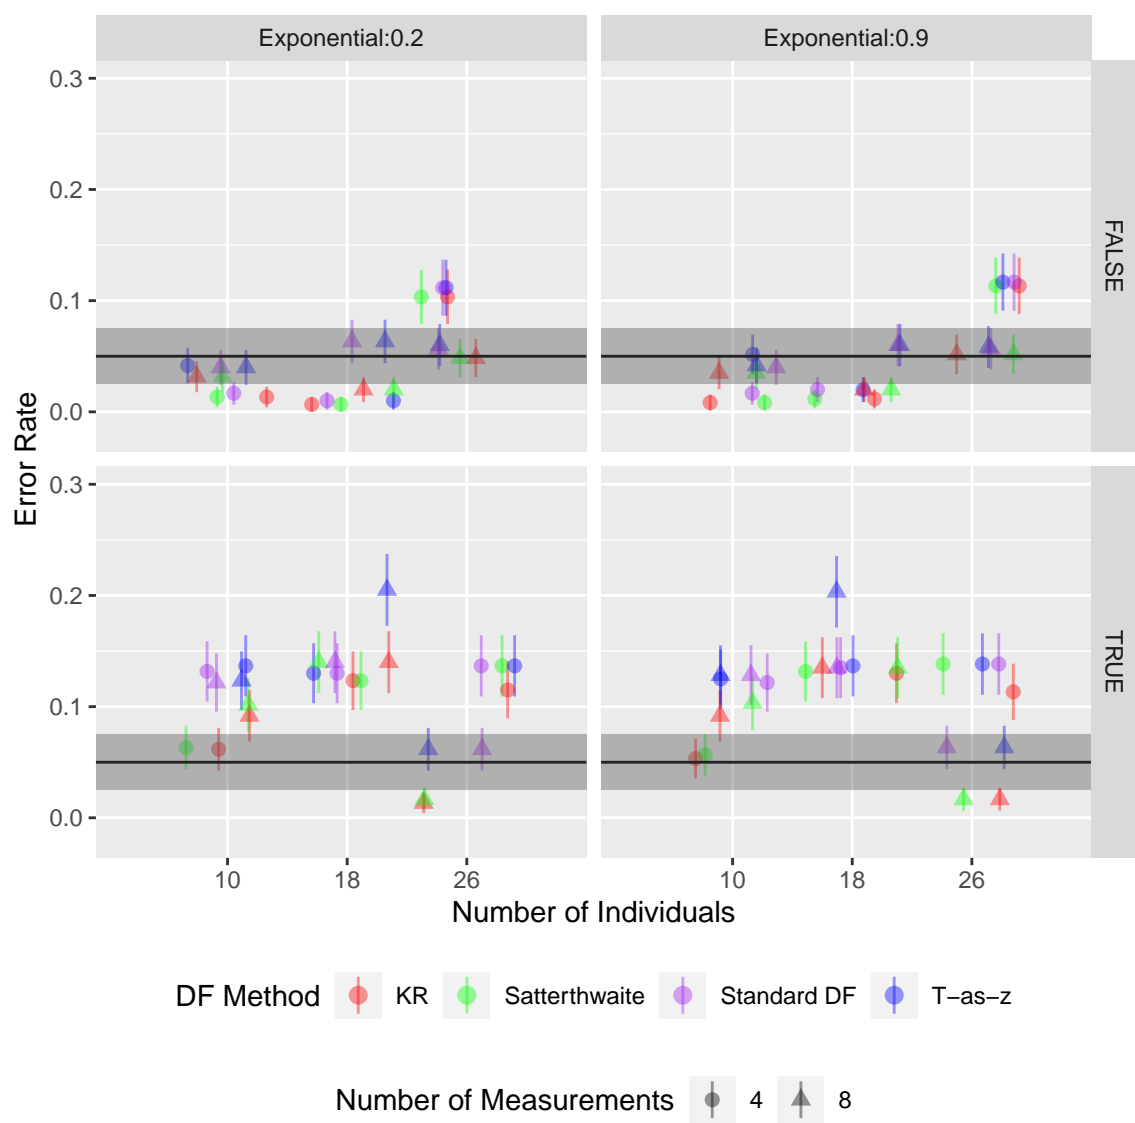 Exponential:0.2 Exponential:0.9
0.3
0.2
0.1
0.0
FALSE
Error Rate
0.3
0.2
0.1
0.0
TRUE
10 18 26 10 18 26
Number of Individuals
DF Method KR Satterthwaite Standard DF T−as−z
Number of Measurements 4 8